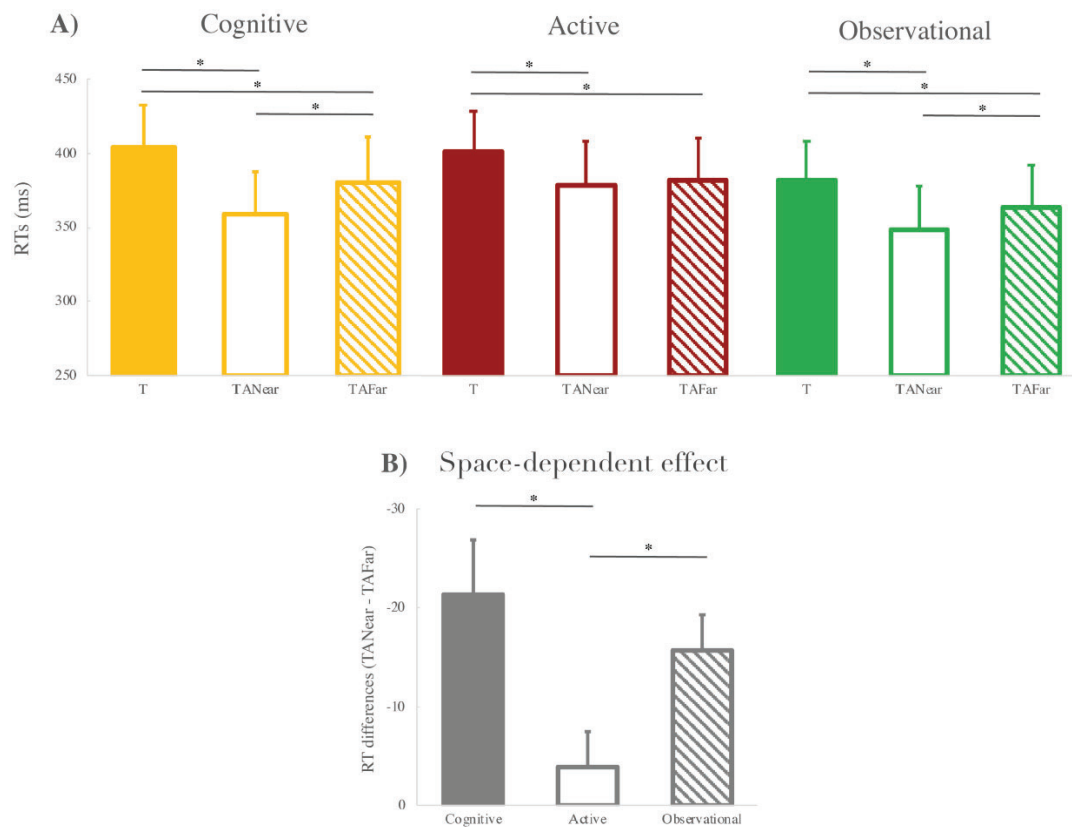 A) Cognitive Active Observational
* * *
* * *
* *
450
400
350
300
250
RTs (ms)
T TANear TAFar T TANear TAFar T TANear TAFar
B) Space-dependent effect
-30
-20
-10
0
RT differences (TANear - TAFar)
*
*
Cognitive Active Observational